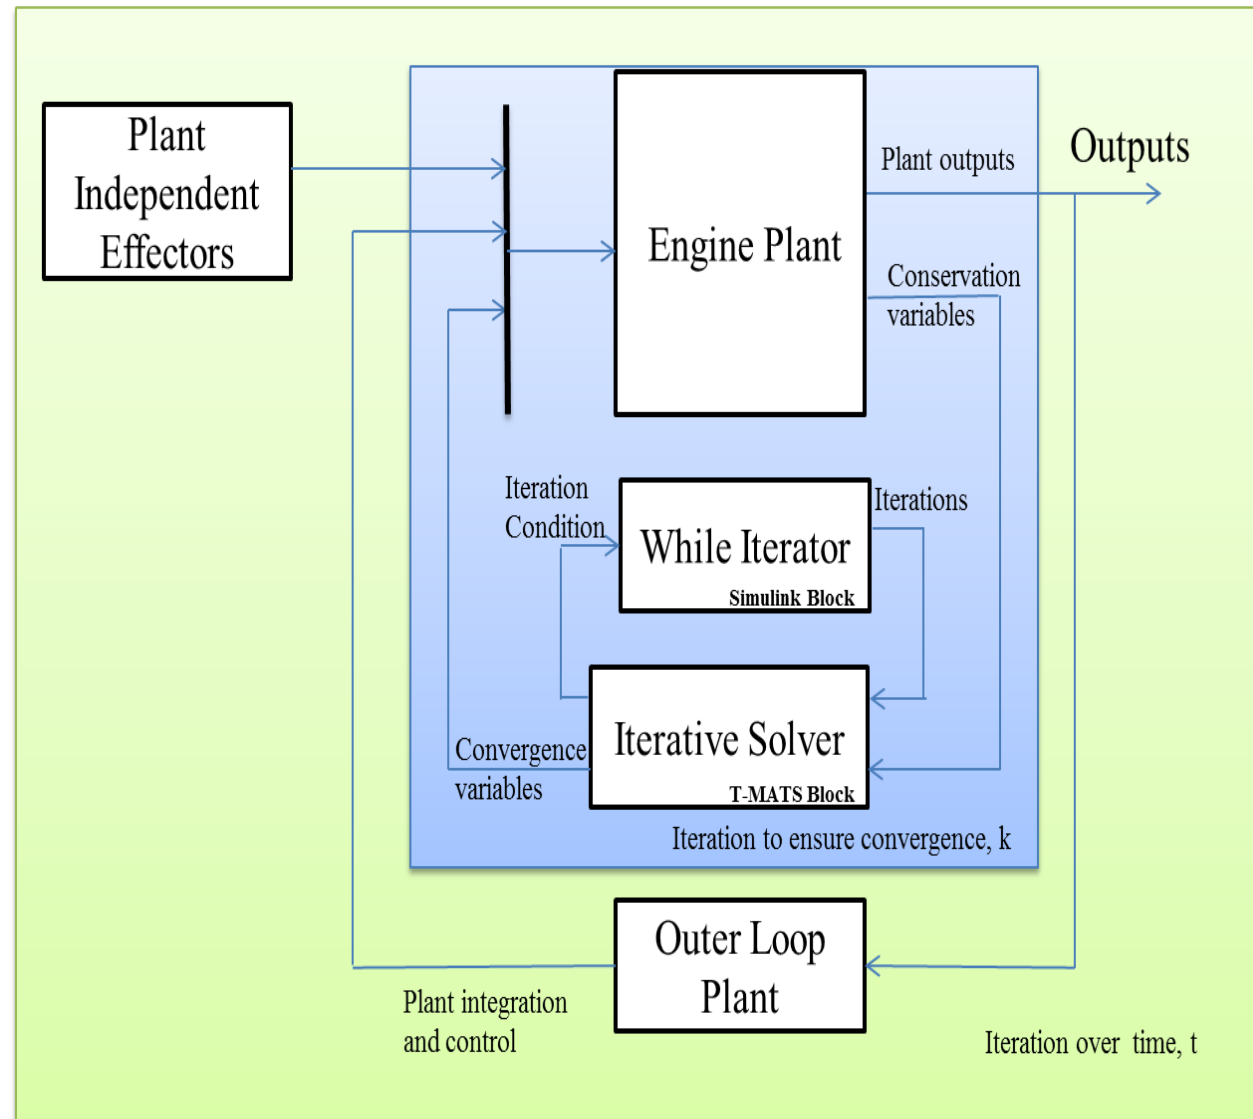 Plant
Independent
Effectors
Engine Plant
Plant outputs
Outputs
Conservation
variables
Iteration
Condition
While Iterator
Simulink Block
Iterations
Iterative Solver
T-MATS Block
Convergence
variables
Iteration to ensure convergence, k
Outer Loop
Plant
Plant integration
and control
Iteration over time, t